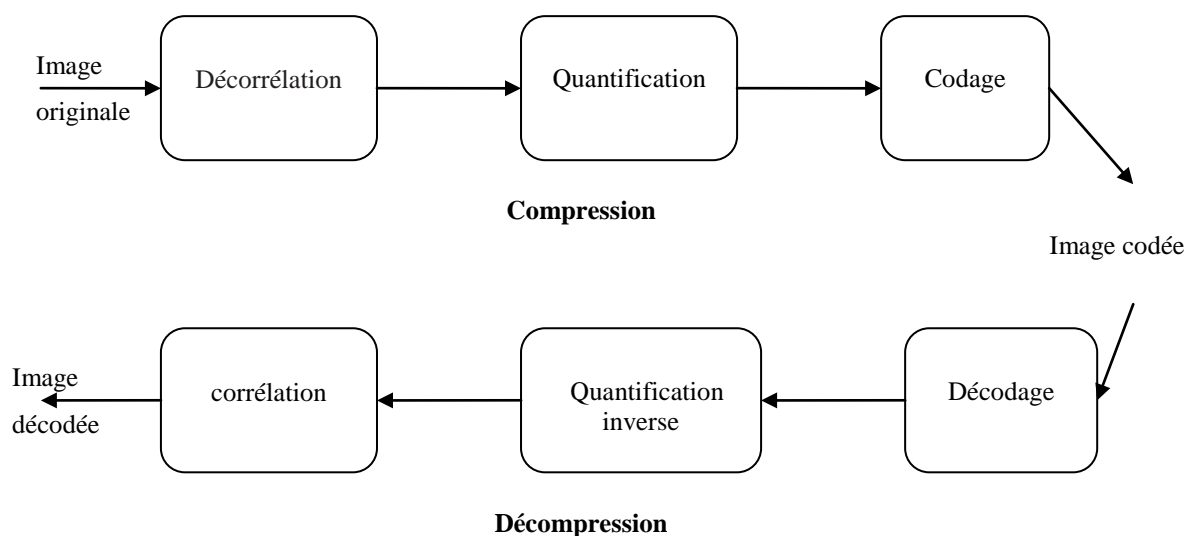 Image
originale
Décorrélation
Quantification
Codage
Compression
Image codée
Image
décodée
corrélation
Quantification
inverse
Décodage
Décompression